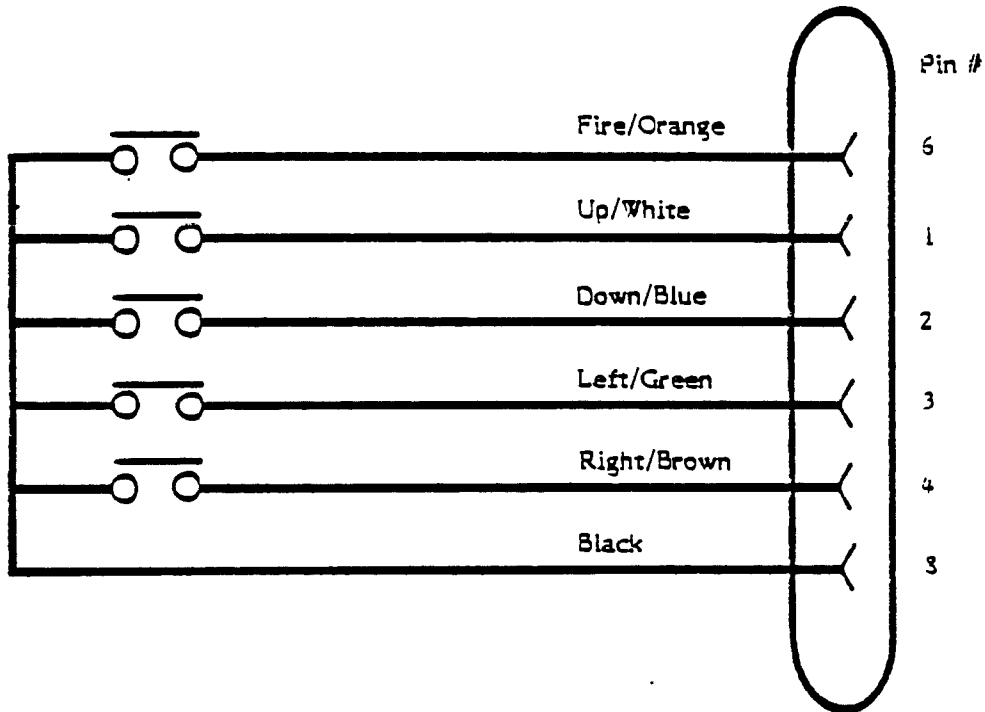 Pin #
Fire/Orange 6
Up/White 1
Down/Blue 2
Left/Green 3
Right/Brown 4
Black 8